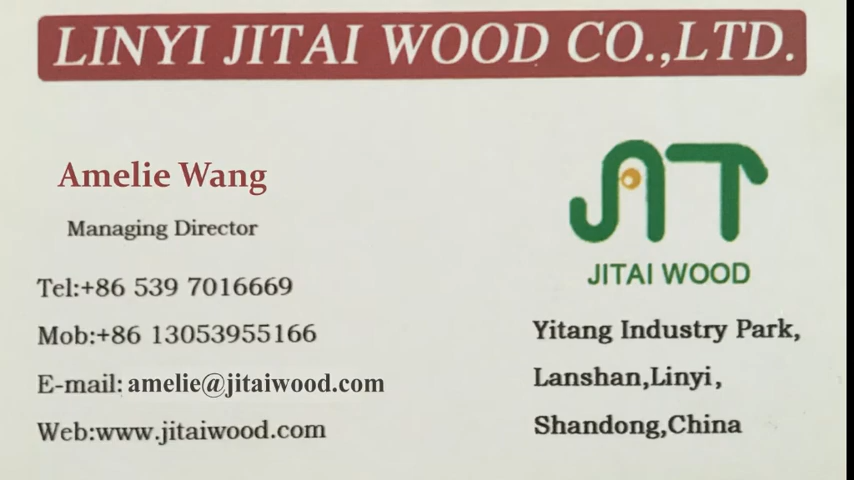 LINYI JITAI WOOD CO.,LTD.
Amelie Wang
Managing Director
Tel:+86 539 7016669
Mob:+86 13053955166
E-mail: amelie@jitaiwood.com
Web:www.jitaiwood.com
JT
JITAI WOOD
Yitang Industry Park,
Lanshan,Linyi,
Shandong,China